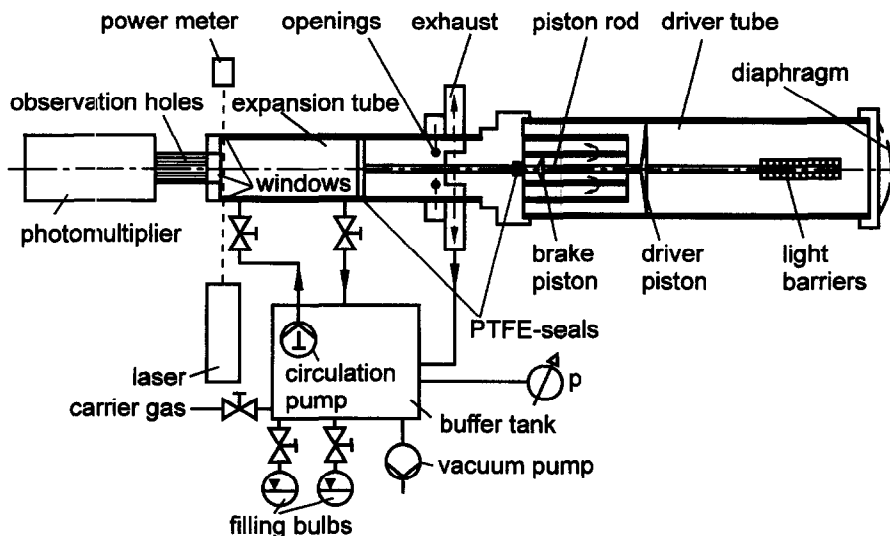 power meter
openings
exhaust
piston rod
driver tube
diaphragm
observation holes
expansion tube
windows
photomultiplier
brake
piston
driver
piston
light
barriers
PTFE-seals
laser
circulation
pump
p
carrier gas
buffer tank
vacuum pump
filling bulbs